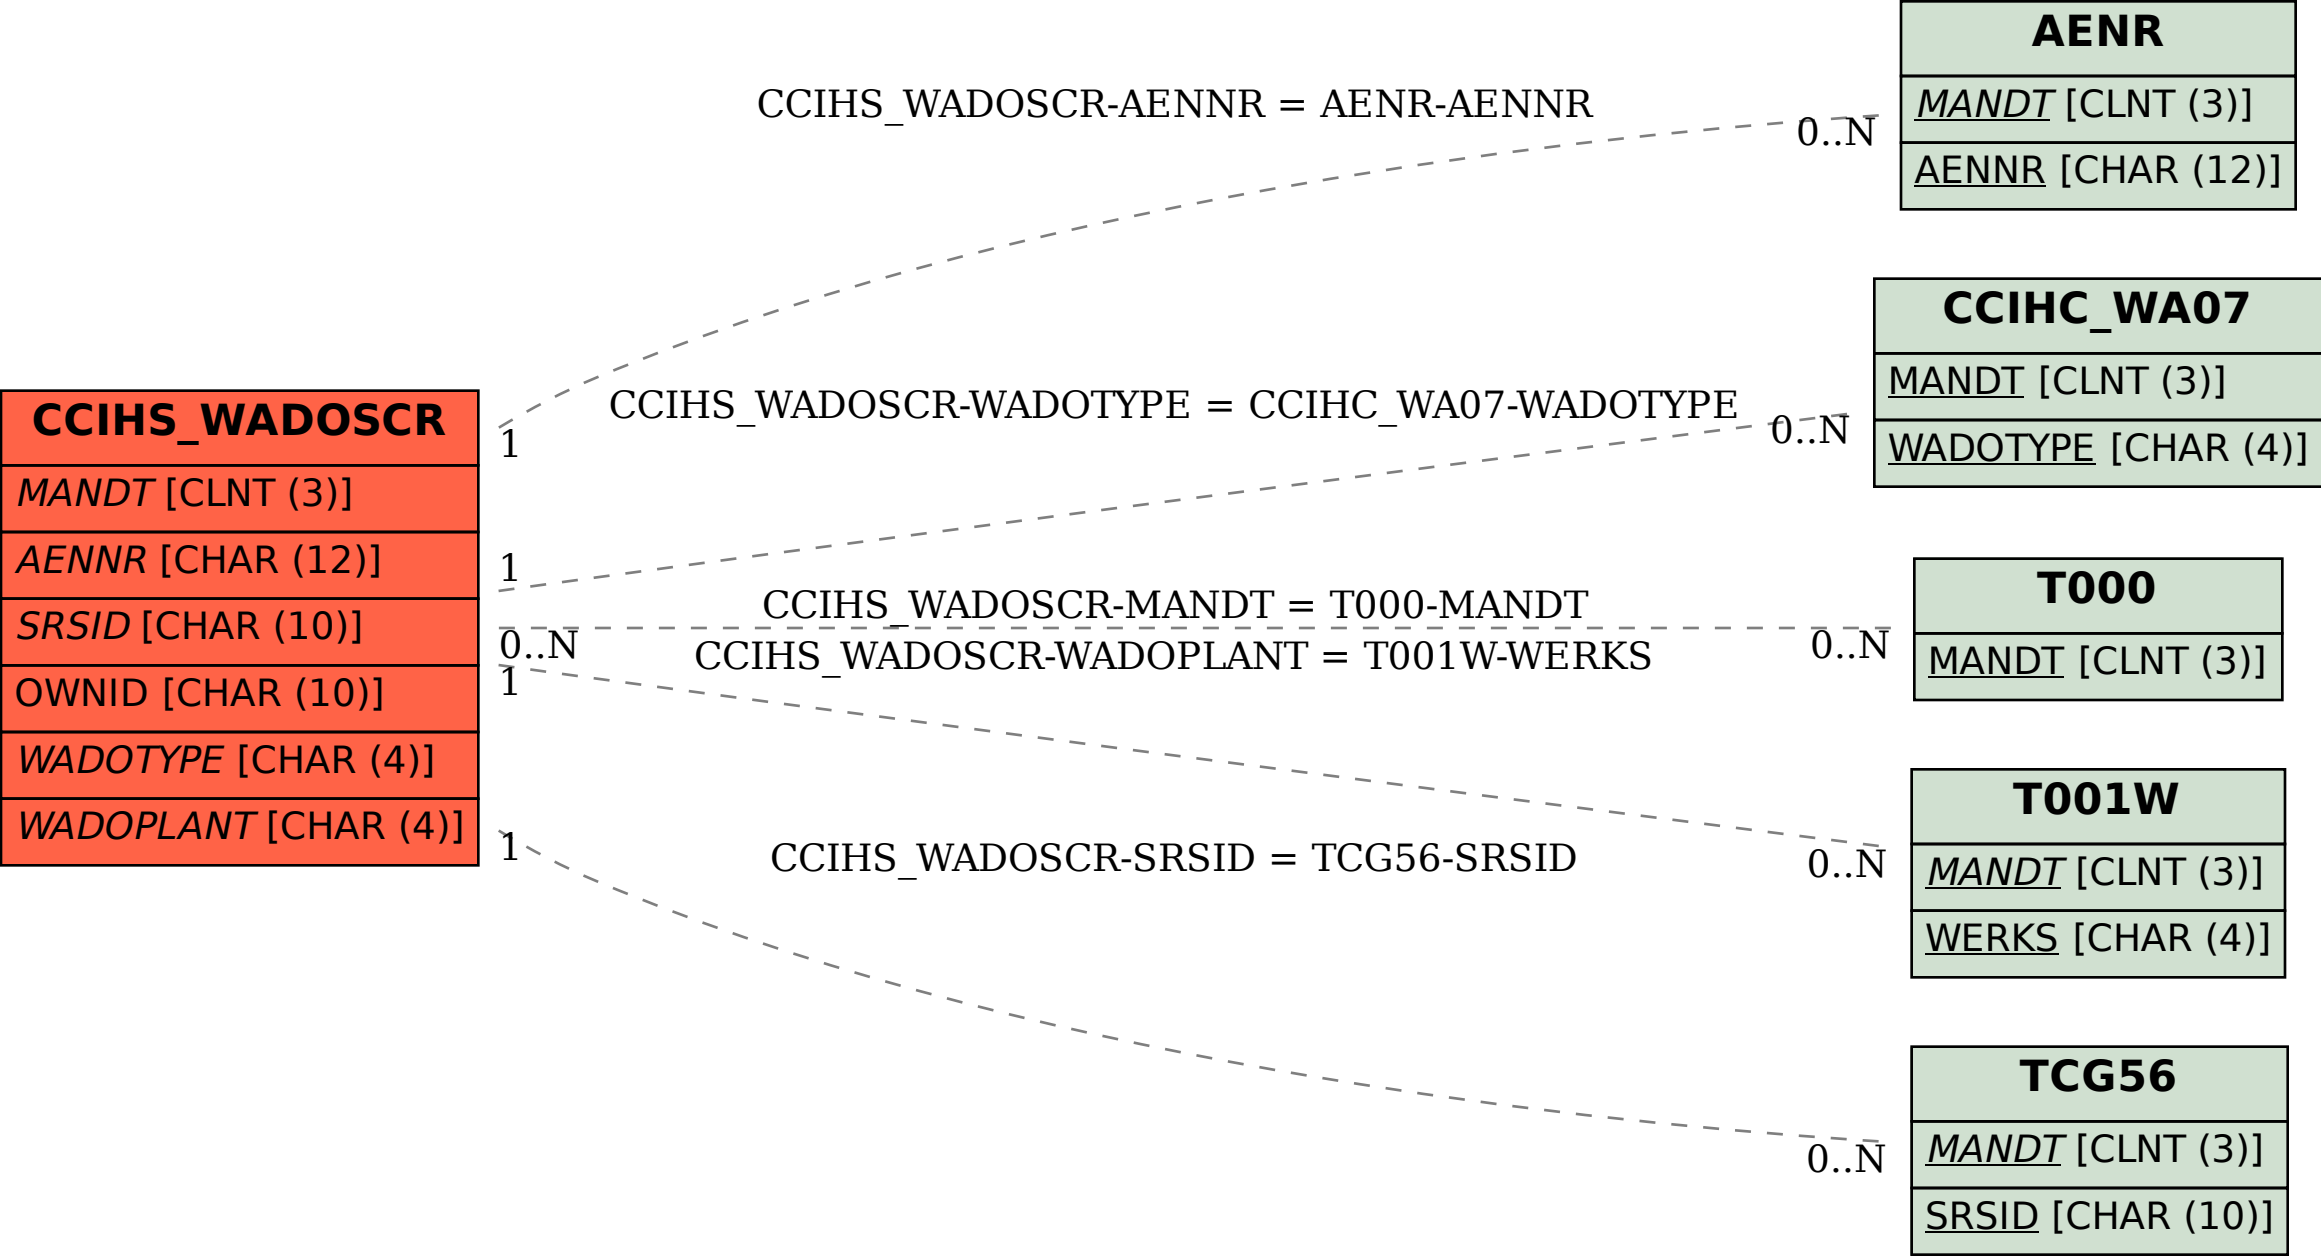 CCIHS_WADOSCR
MANDT [CLNT (3)]
AENNR [CHAR (12)]
SRSID [CHAR (10)]
OWNID [CHAR (10)]
WADOTYPE [CHAR (4)]
WADOPLANT [CHAR (4)]
CCIHS_WADOSCR-AENNR = AENR-AENNR
1
0..N
CCIHS_WADOSCR-WADOTYPE = CCIHC_WA07-WADOTYPE
1
0..N
CCIHS_WADOSCR-MANDT = T000-MANDT
0..N
0..N
CCIHS_WADOSCR-WADOPLANT = T001W-WERKS
1
0..N
CCIHS_WADOSCR-SRSID = TCG56-SRSID
1
0..N
AENR
MANDT [CLNT (3)]
AENNR [CHAR (12)]
CCIHC_WA07
MANDT [CLNT (3)]
WADOTYPE [CHAR (4)]
T000
MANDT [CLNT (3)]
T001W
MANDT [CLNT (3)]
WERKS [CHAR (4)]
TCG56
MANDT [CLNT (3)]
SRSID [CHAR (10)]